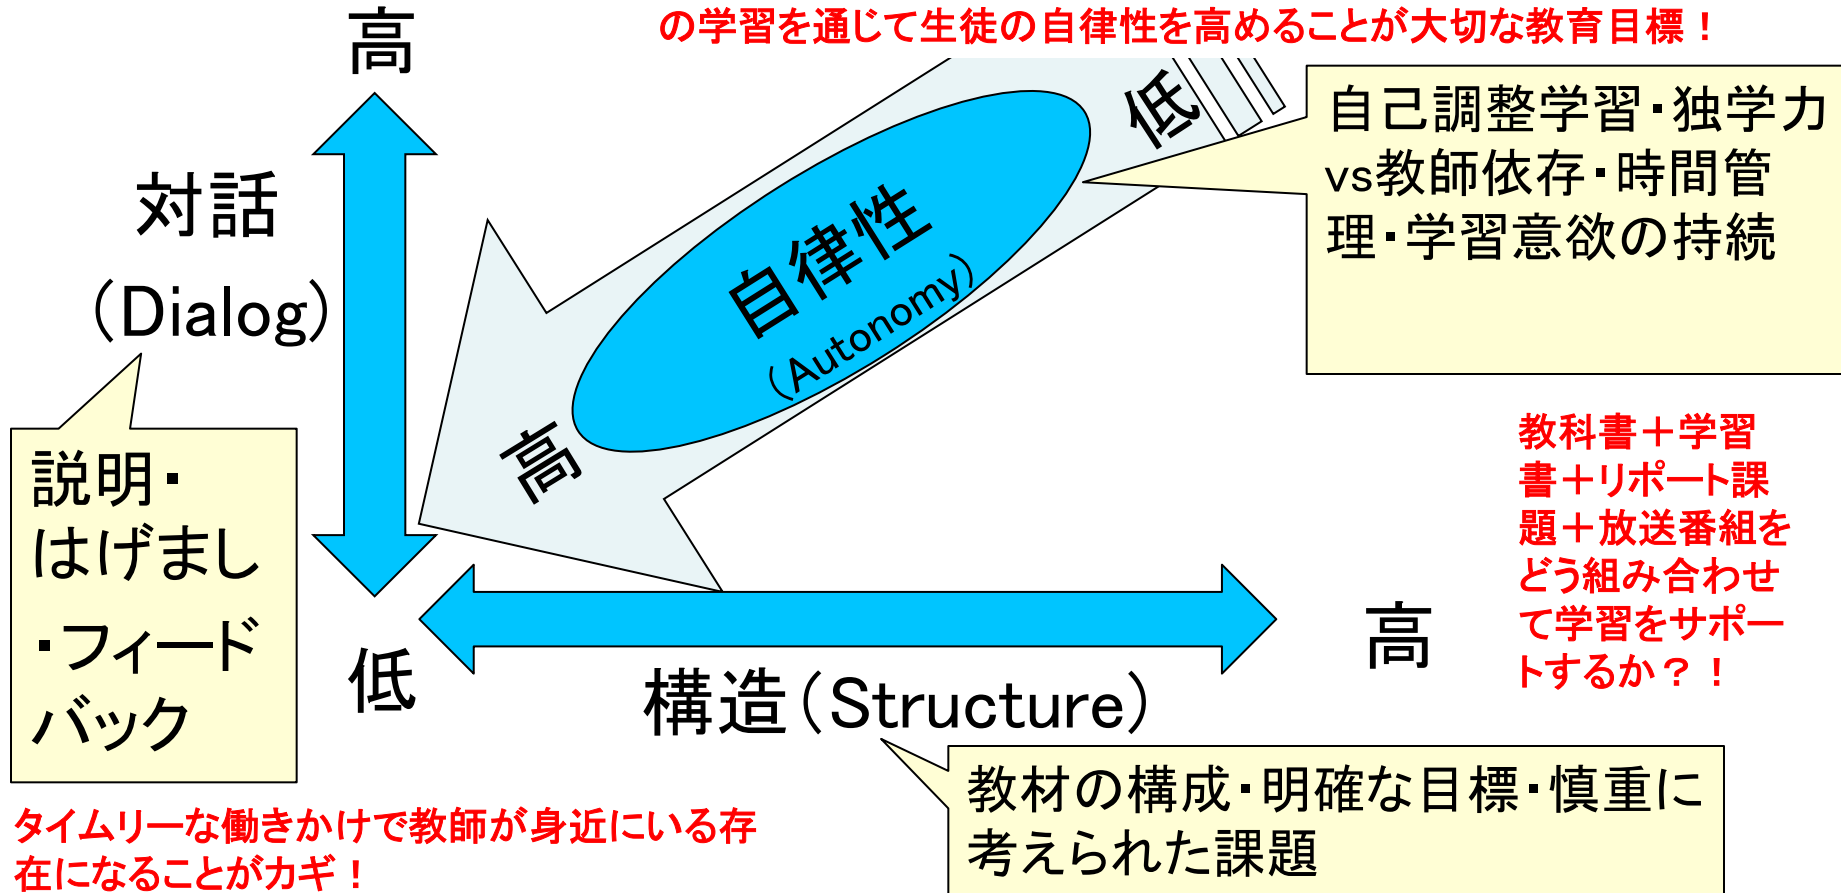 の学習を通じて生徒の自律性を高めることが大切な教育目標！
高
低
自己調整学習・独学力
vs教師依存・時間管
理・学習意欲の持続
対話
（Dialog）
自律性
（Autonomy）
高
説明・
はげまし
・フィード
バック
教科書＋学習
書＋リポート課
題＋放送番組を
どう組み合わせ
て学習をサポー
トするか？！
低
高
構造（Structure）
教材の構成・明確な目標・慎重に
考えられた課題
タイムリーな働きかけで教師が身近にいる存
在になることがカギ！